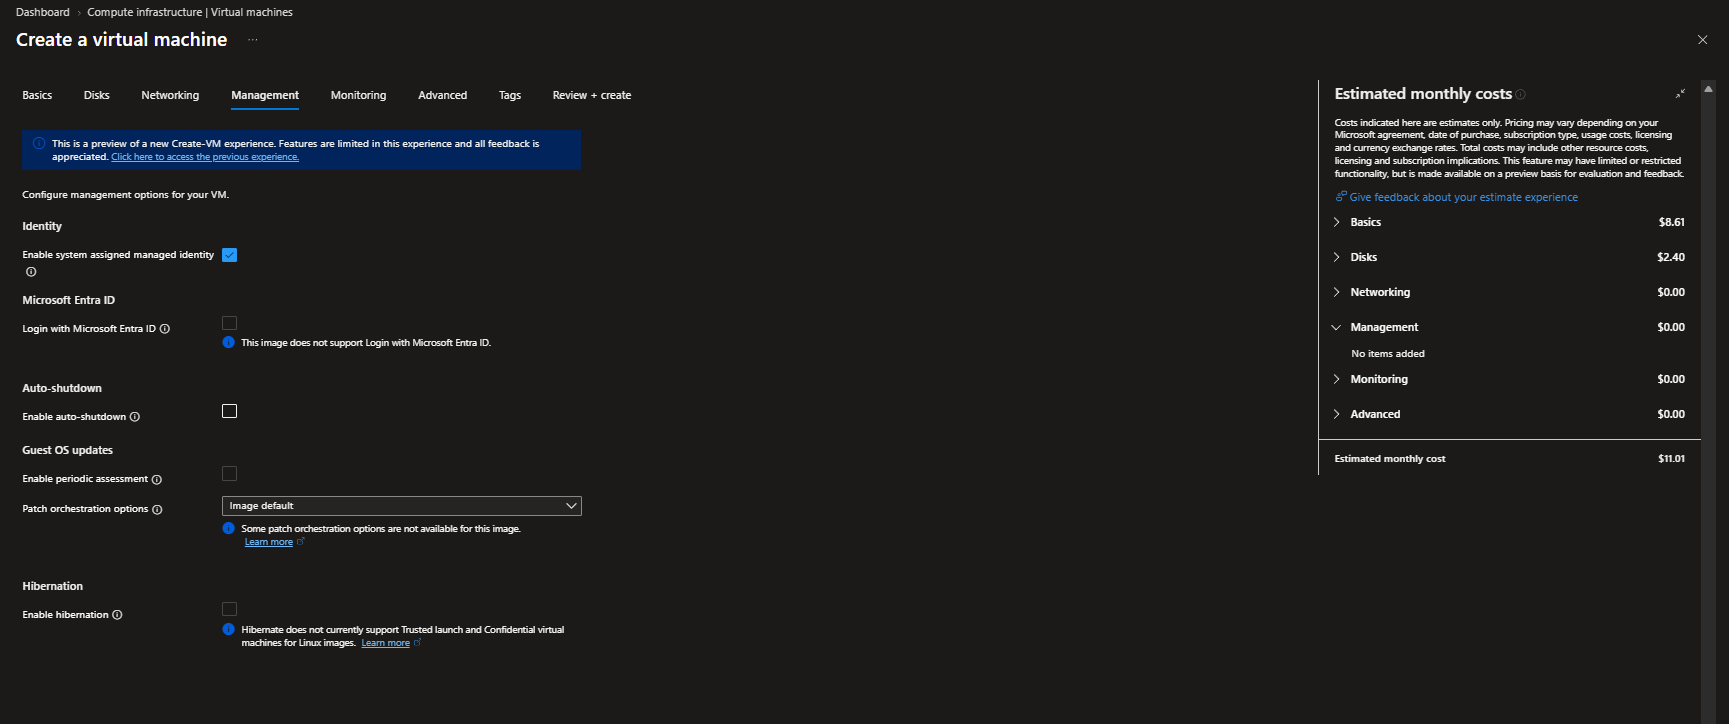 Dashboard > Compute infrastructure | Virtual machines
Create a virtual machine ...
Basics Disks Networking Management Monitoring Advanced Tags Review + create
This is a preview of a new Create-VM experience. Features are limited in this experience and all feedback is
appreciated. Click here to access the previous experience.
Configure management options for your VM.
Identity
Enable system assigned managed identity
Microsoft Entra ID
Login with Microsoft Entra ID
This image does not support Login with Microsoft Entra ID.
Auto-shutdown
Enable auto-shutdown
Guest OS updates
Enable periodic assessment
Patch orchestration options
Image default
Some patch orchestration options are not available for this image.
Learn more
Hibernation
Enable hibernation
Hibernate does not currently support Trusted launch and Confidential virtual
machines for Linux images. Learn more
Estimated monthly costs
Costs indicated here are estimates only. Pricing may vary depending on your
Microsoft agreement, date of purchase, subscription type, usage costs, licensing
and currency exchange rates. Total costs may include other resource costs,
licensing and subscription implications. This feature may have limited or restricted
functionality, but is made available on a preview basis for evaluation and feedback.
Give feedback about your estimate experience
Basics $8.61
Disks $2.40
Networking $0.00
Management $0.00
No items added
Monitoring $0.00
Advanced $0.00
Estimated monthly cost $11.01